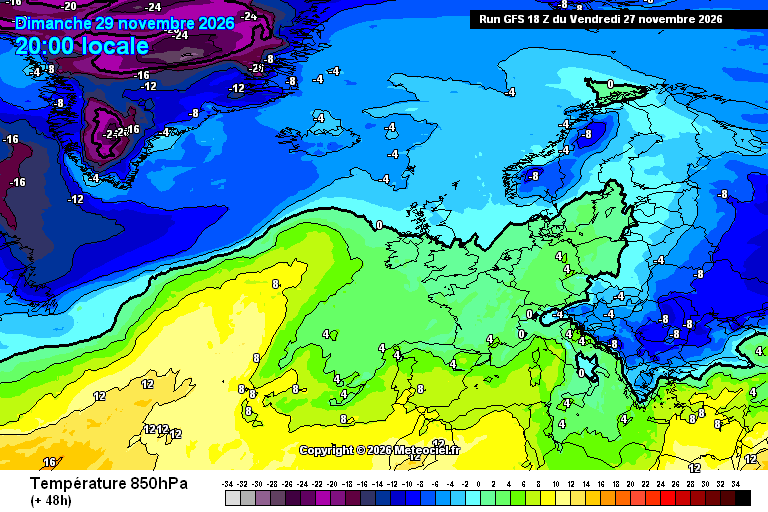 Dimanche 29 novembre 2026
20:00 locale
Run GFS 18 Z du Vendredi 27 novembre 2026
Copyright © 2026 Meteociel.fr
Température 850hPa
(+ 48h)
-34 -32 -30 -28 -26 -24 -22 -20 -18 -16 -14 -12 -10 -8 -6 -4 -2 0 2 4 6 8 10 12 14 16 18 20 22 24 26 28 30 32 34